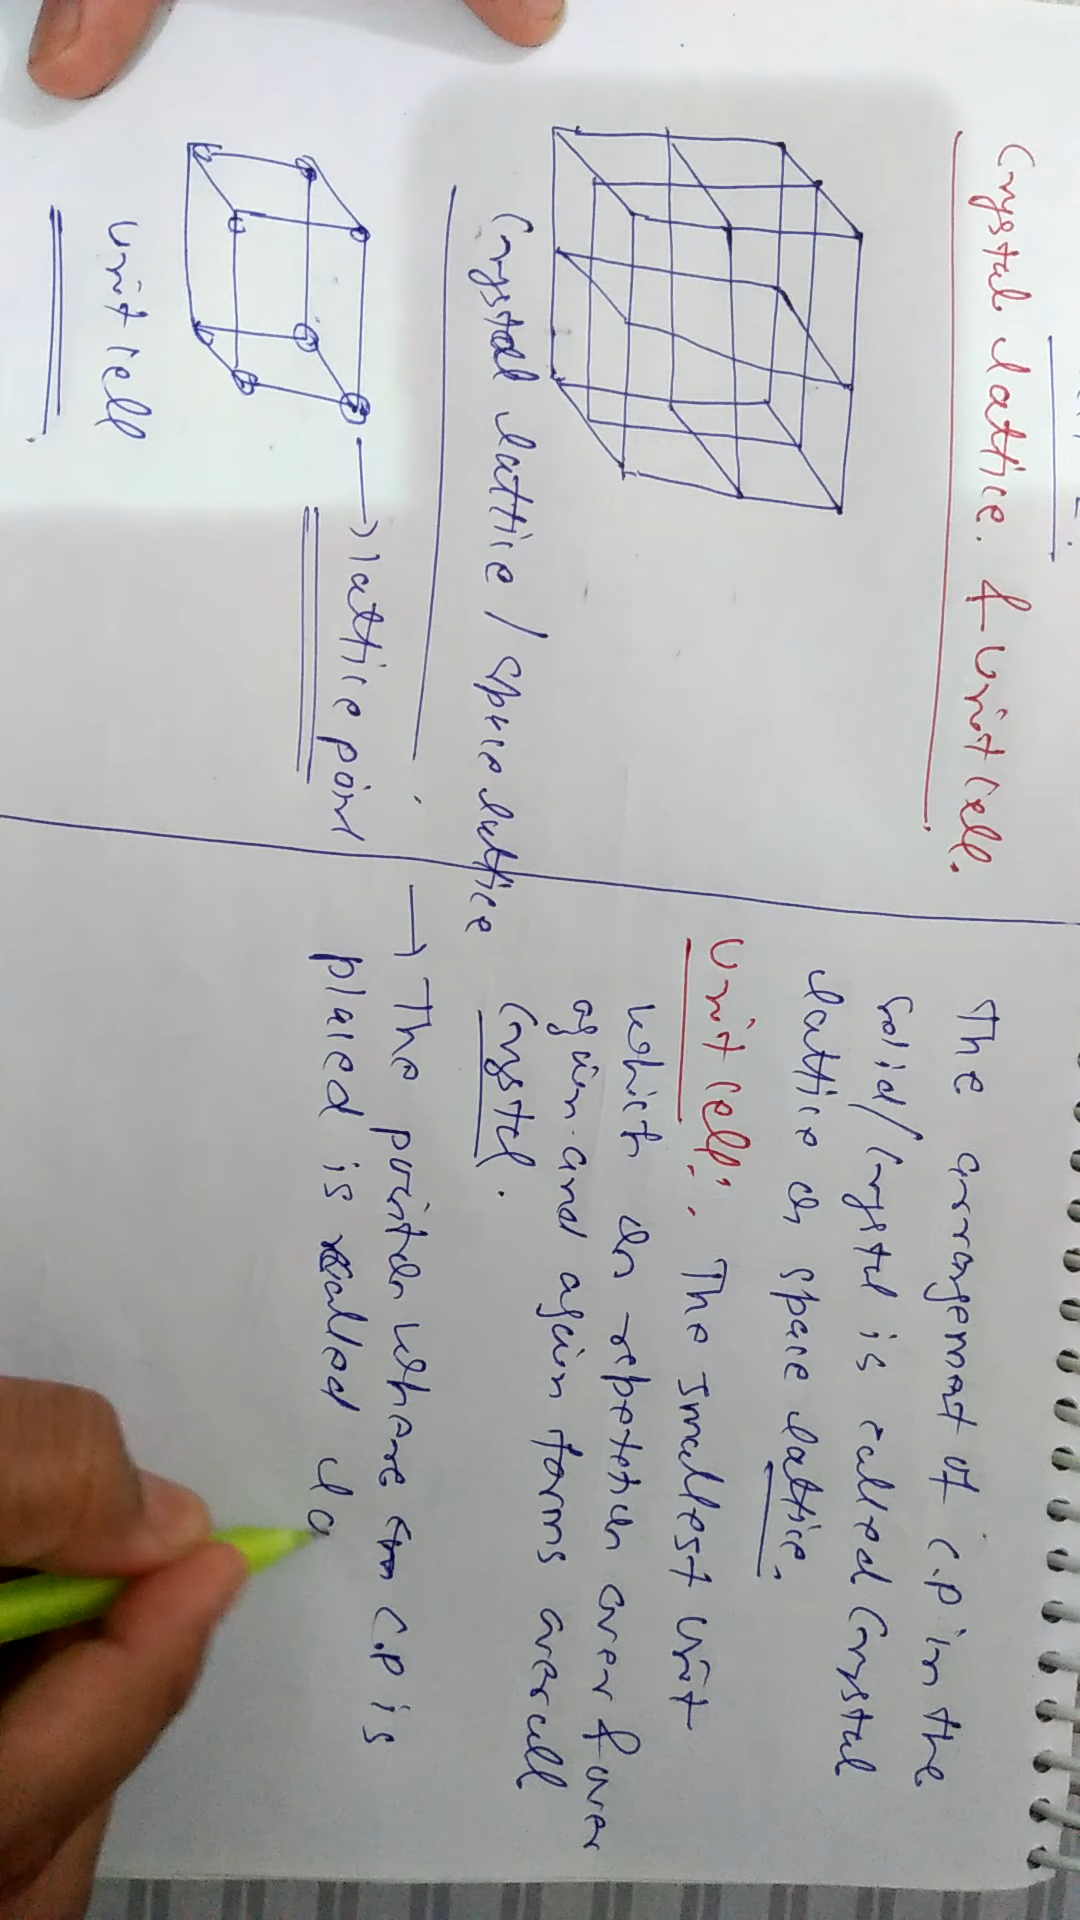 Crystal lattice & Unit cell.
Crystal lattice / space lattice
→ lattice point
Unit cell
The arrangement of C.P in the
Solid/Crystal is called Crystal
lattice or space lattice.
Unit cell:. The smallest unit
which on repetition over & over
again and again forms overall
Crystal.
→ The point where C.P is
placed is called la